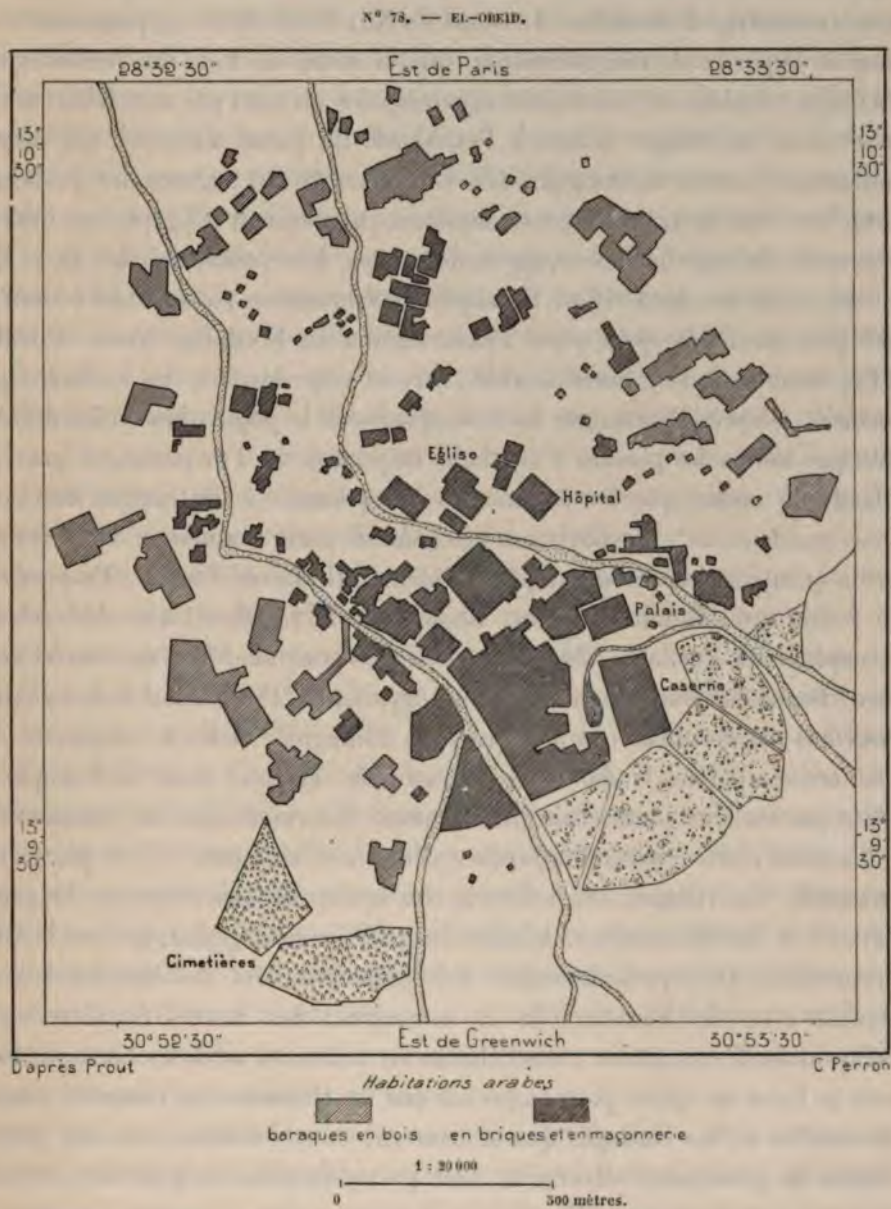 N° 78. — EL-OBEID.
28°32'30" Est de Paris 28°33'30"
13° 10' 30" 13° 10' 30"
Eglise
Hôpital
Palais
Caserne
13° 9' 30" 13° 9' 30"
Cimetières
30°52'30" Est de Greenwich 30°53'30"
D'après Prout C Perron
Habitations arabes
baraques en bois en briques et en maçonnerie
1 : 20 000
0 500 mètres.